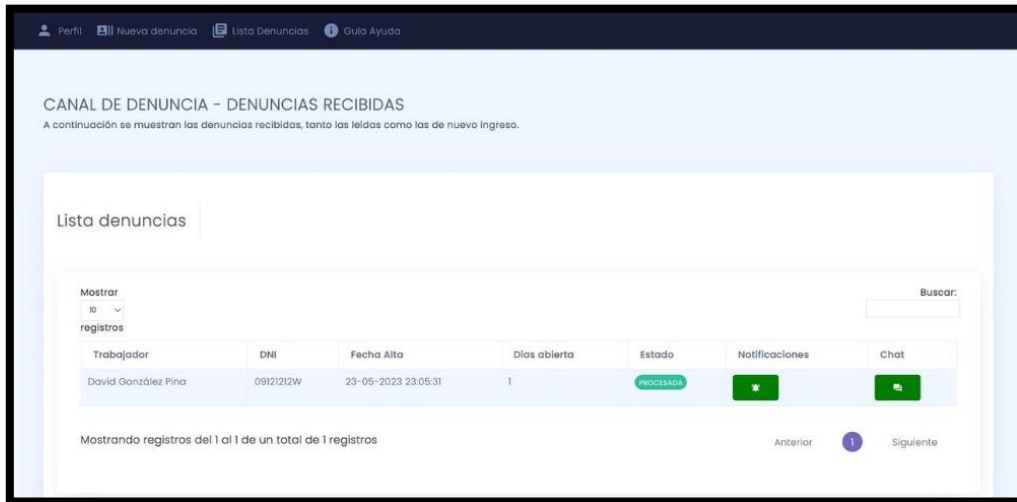 Perfil Nueva denuncia Lista Denuncias Guía Ayuda
CANAL DE DENUNCIA - DENUNCIAS RECIBIDAS
A continuación se muestran las denuncias recibidas, tanto las leídas como las de nuevo ingreso.
Lista denuncias
Mostrar
10
registros
Buscar:
Trabajador DNI Fecha Alta Días abierta Estado Notificaciones Chat
David González Pina 09121212W 23-05-2023 23:05:31 1 PROCESADA
Mostrando registros del 1 al 1 de un total de 1 registros
Anterior 1 Siguiente